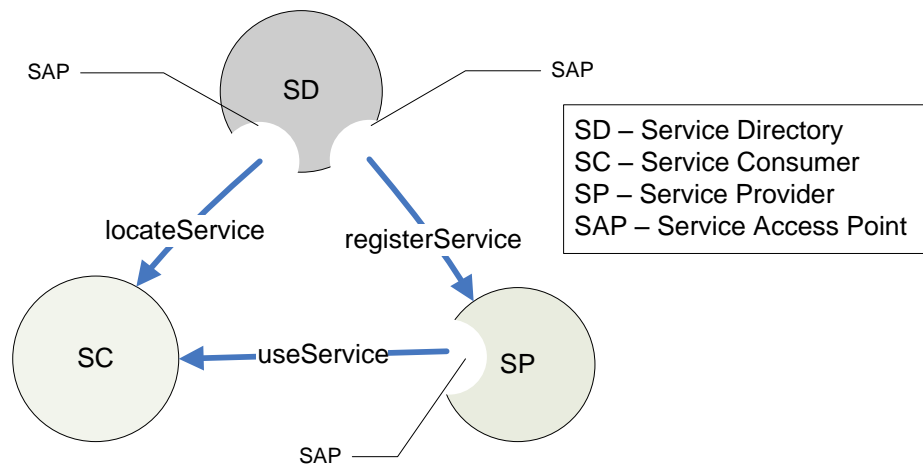 SAP
SD
SAP
SD – Service Directory
SC – Service Consumer
SP – Service Provider
SAP – Service Access Point
locateService
registerService
SC
useService
SP
SAP